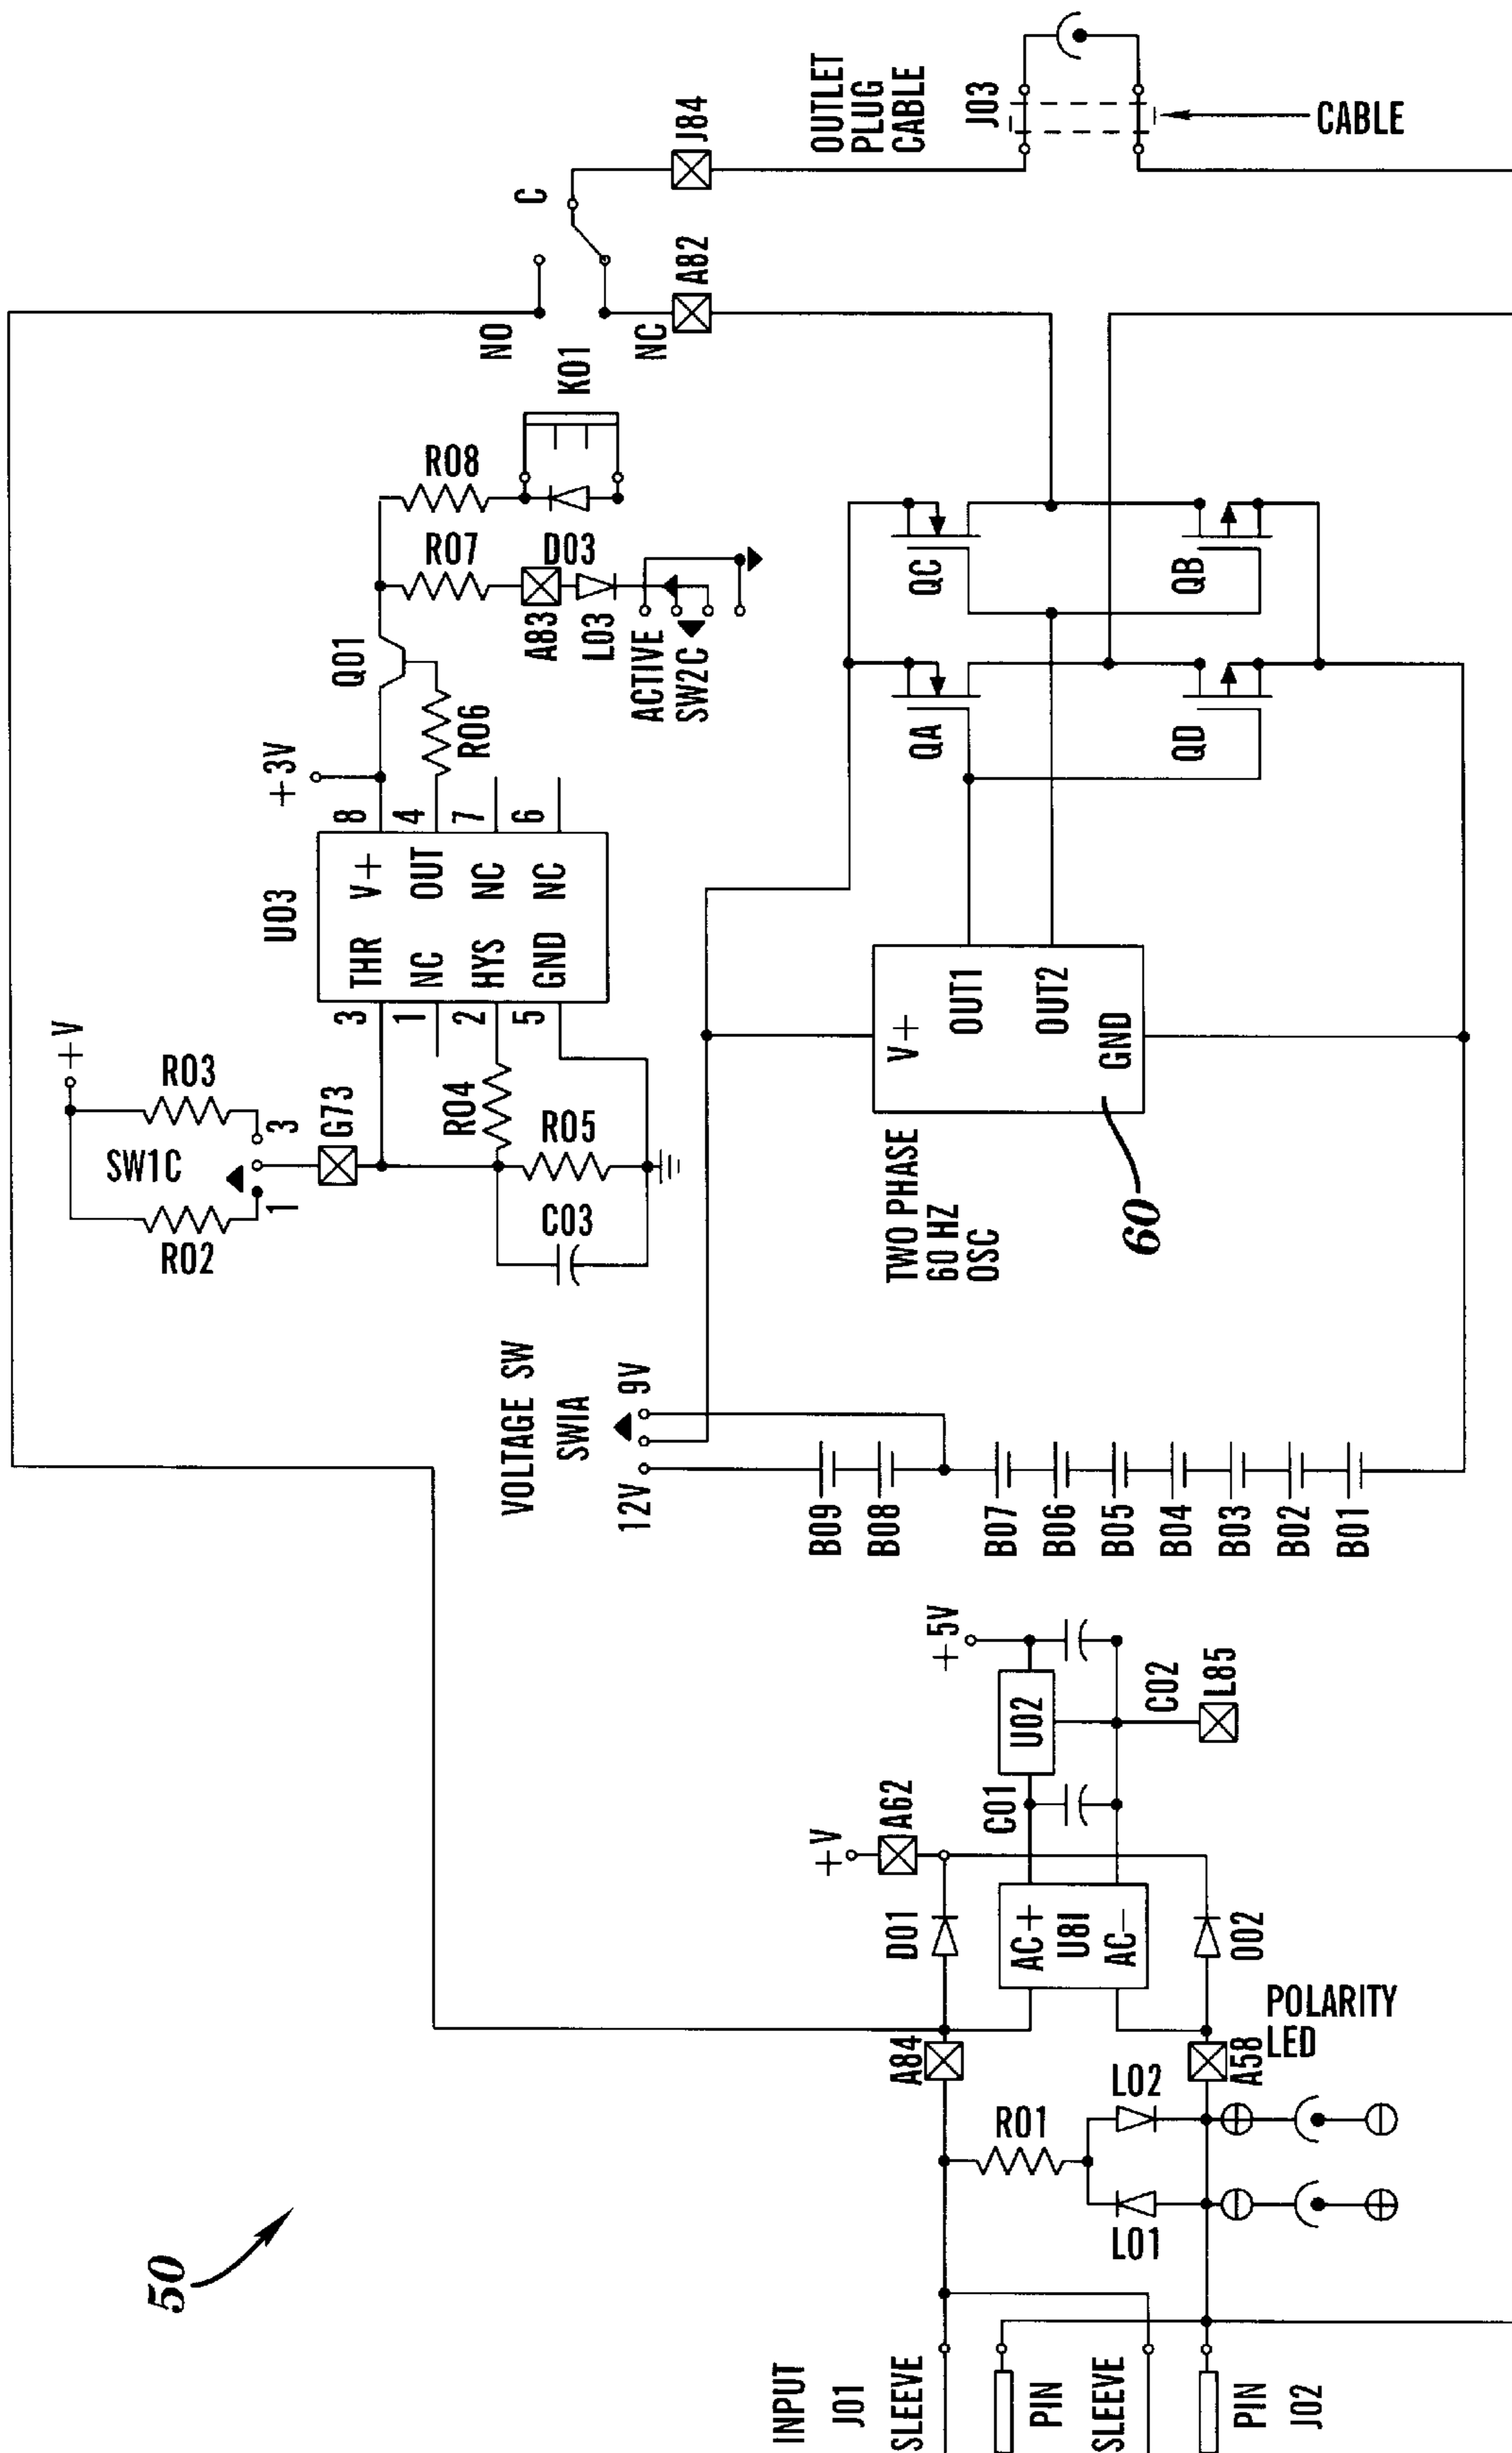 50
INPUT
J01
SLEEVE
PIN
SLEEVE
PIN
J02
R01
L01
L02
POLARITY
LED
A84
A58
D01
002
AC+
U8I
AC−
+V
A62
C01
U02
+5V
C02
L85
VOLTAGE SW
SWIA
12V
9V
B09
B08
B07
B06
B05
B04
B03
B02
B01
+V
R02
R03
SW1C
1
3
G73
C03
R05
R04
U03
3
THR
V+
8
1
NC
OUT
4
2
HYS
NC
7
5
GND
NC
6
+3V
R06
Q01
R07
R08
A83
D03
L03
ACTIVE
SW2C
K01
NO
NC
C
A82
J84
TWO PHASE
60 HZ
OSC
60
V+
OUT1
OUT2
GND
QA
QC
QD
QB
OUTLET
PLUG
CABLE
J03
CABLE